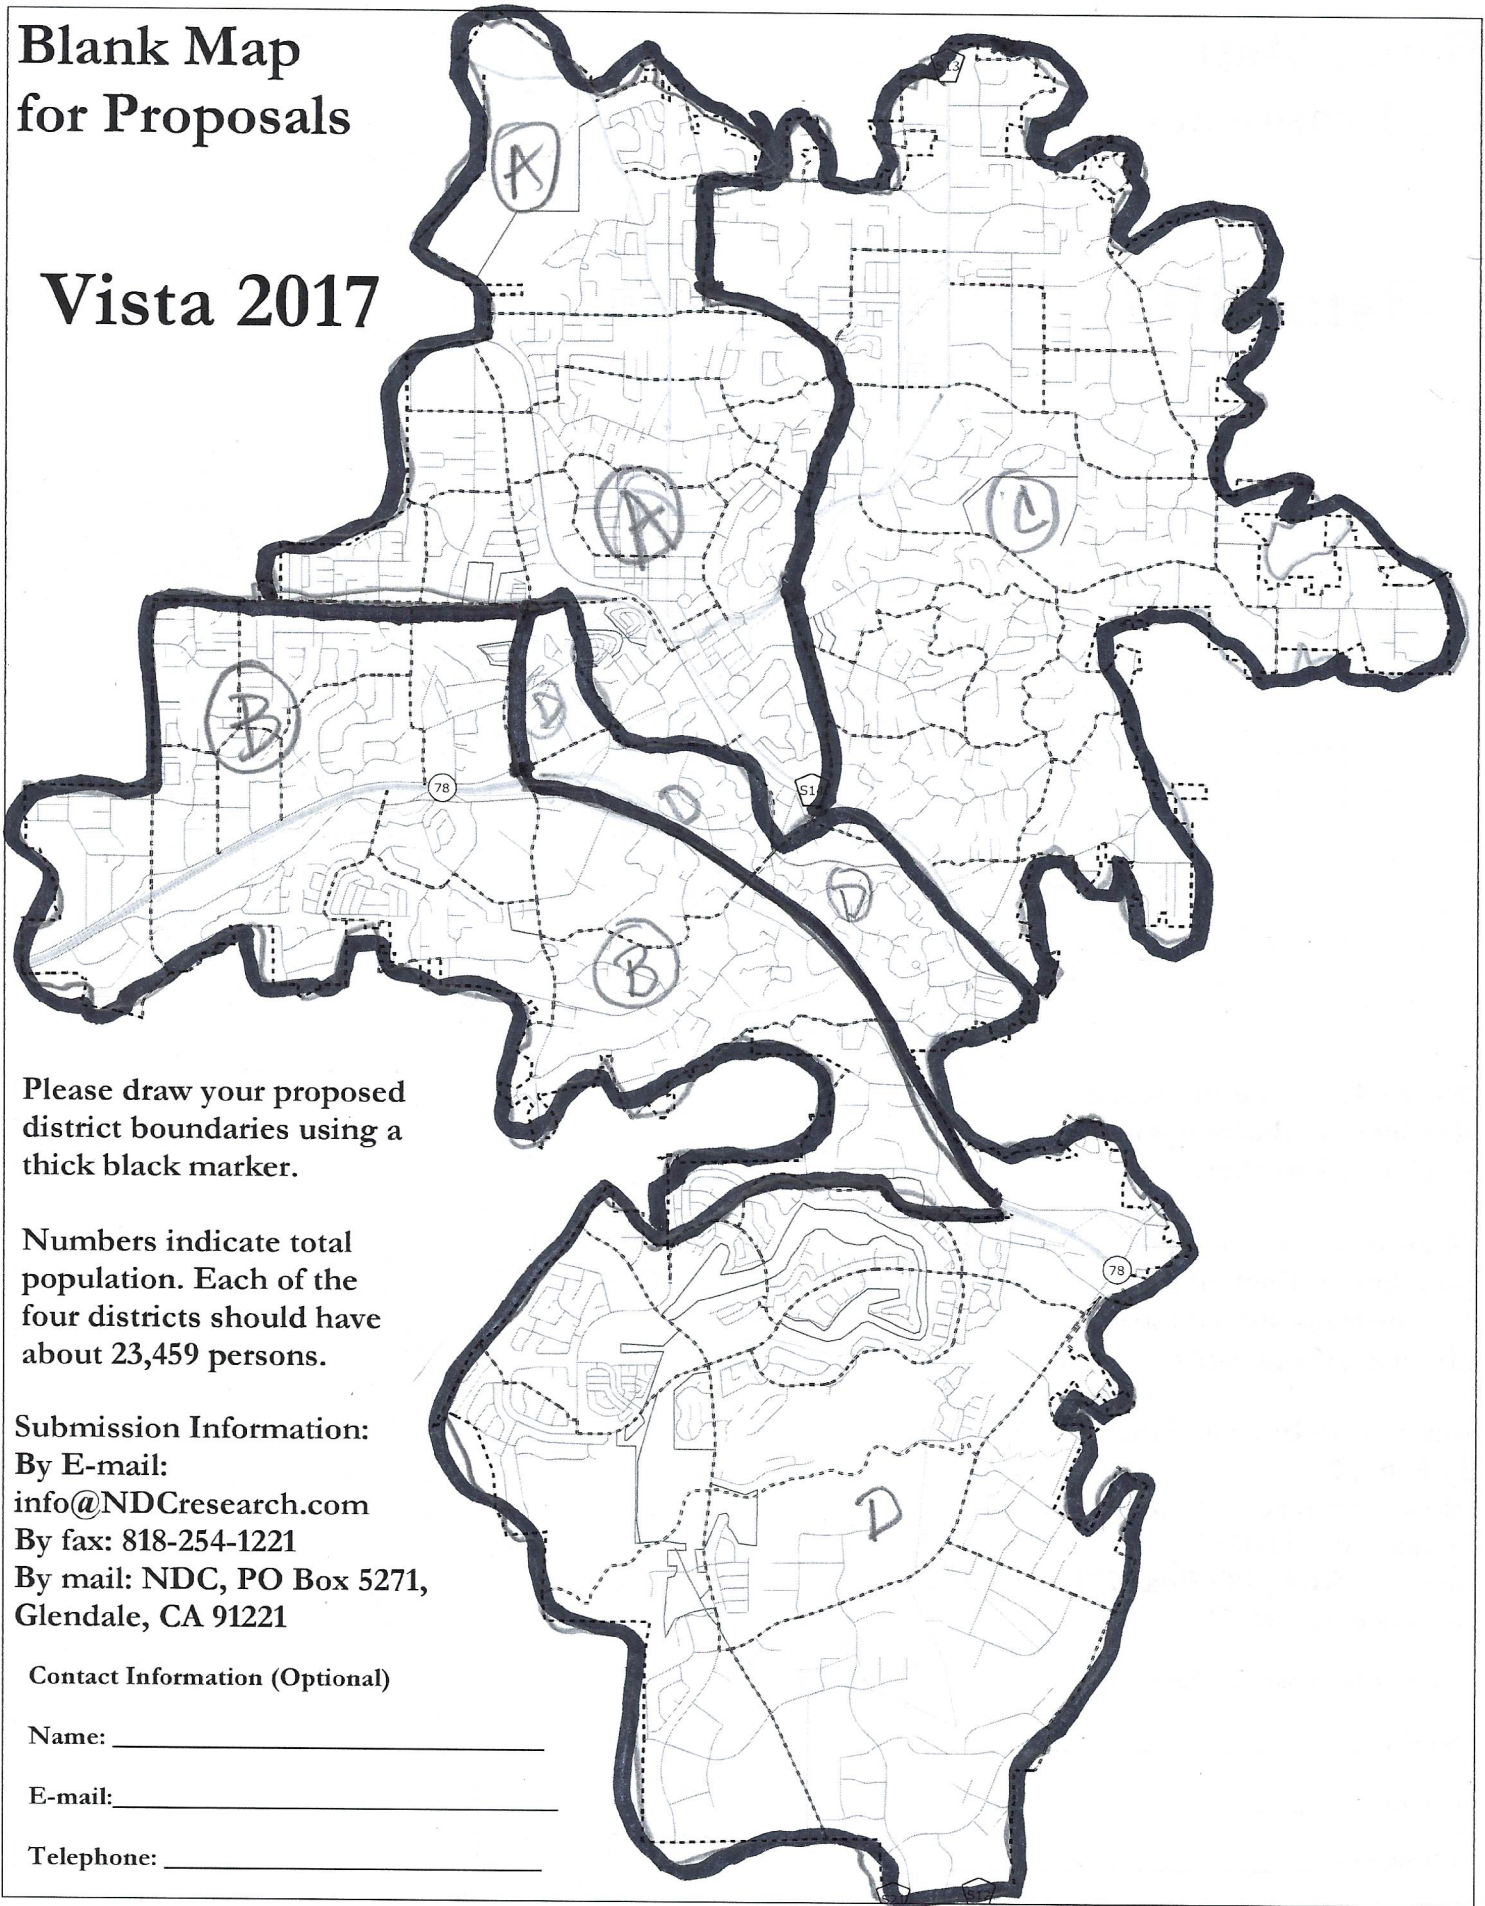 Blank Map
for Proposals
Vista 2017
S13
A
A
C
B
D
78
D
S14
D
B
Please draw your proposed
district boundaries using a
thick black marker.
Numbers indicate total
population. Each of the
four districts should have
about 23,459 persons.
78
Submission Information:
By E-mail:
info@NDCresearch.com
By fax: 818-254-1221
By mail: NDC, PO Box 5271,
Glendale, CA 91221
D
Contact Information (Optional)
Name:
E-mail:
Telephone:
S12